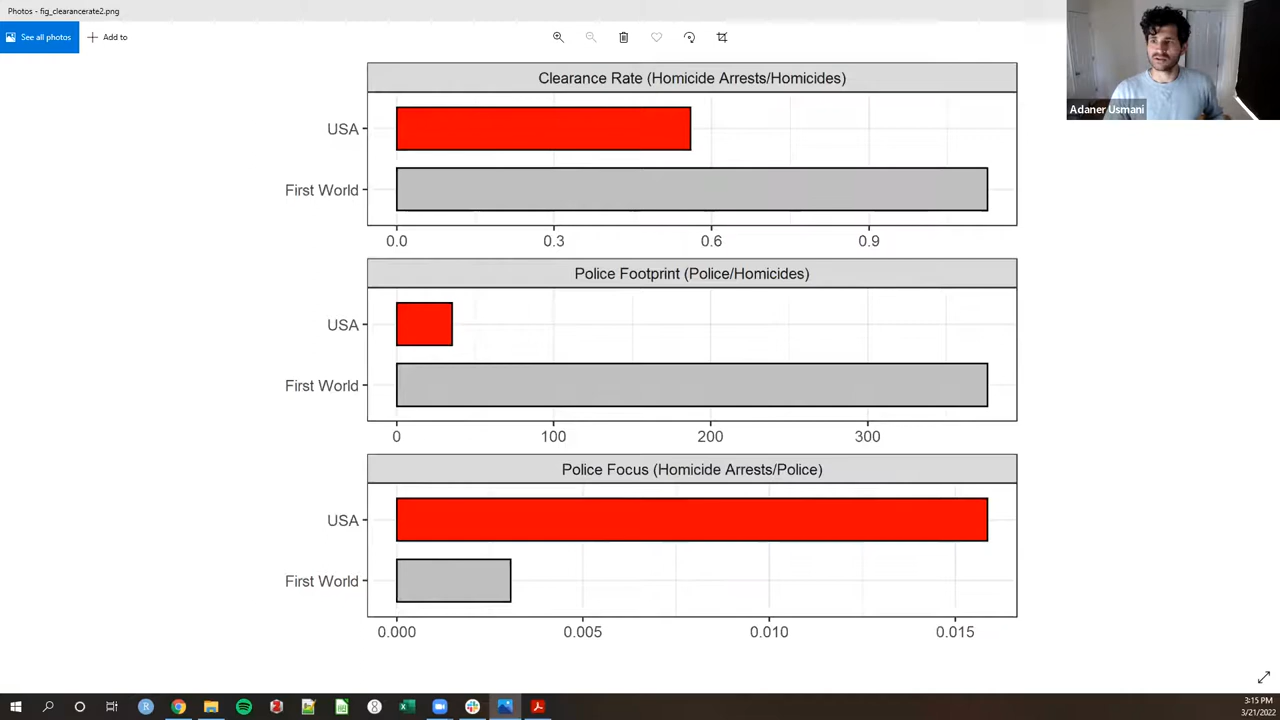 Photos - fig_clearancerate2.png
See all photos
Add to
Adaner Usmani
Clearance Rate (Homicide Arrests/Homicides)
USA
First World
0.0 0.3 0.6 0.9
Police Footprint (Police/Homicides)
USA
First World
0 100 200 300
Police Focus (Homicide Arrests/Police)
USA
First World
0.000 0.005 0.010 0.015
3:15 PM
3/21/2022